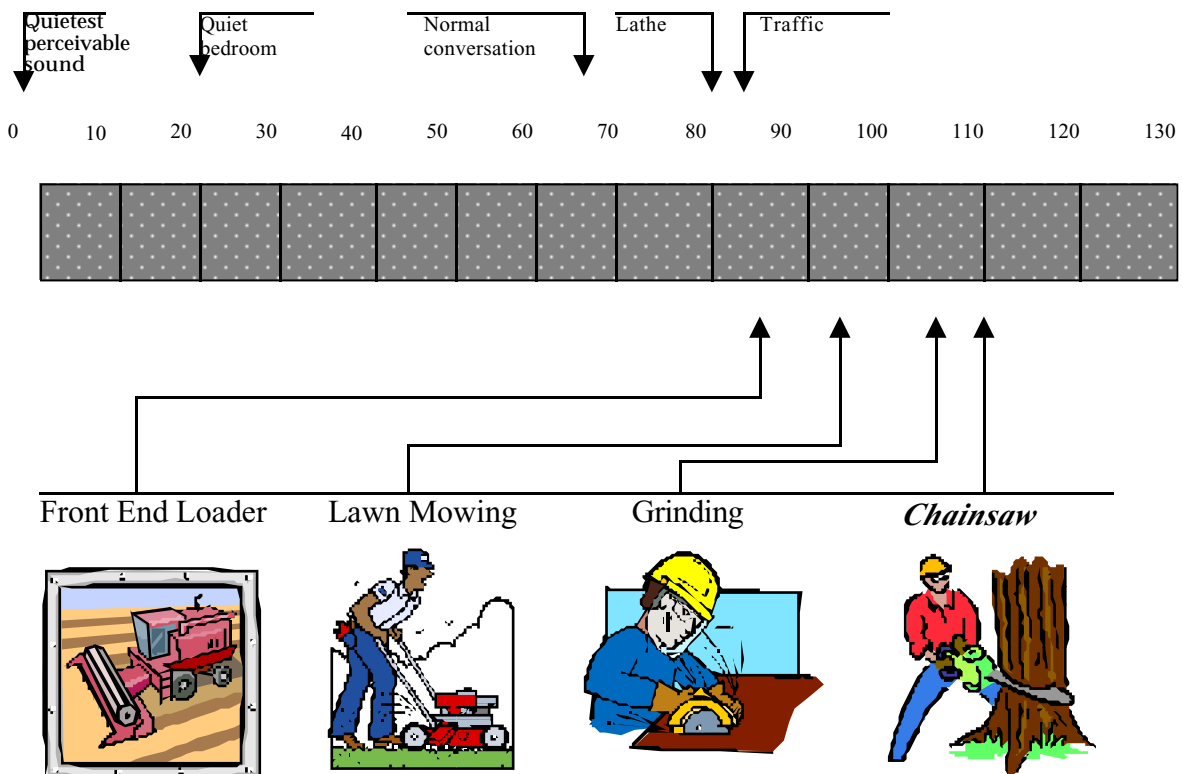 Quietest
perceivable
sound
Quiet
bedroom
Normal
conversation
Lathe
Traffic
0 10 20 30 40 50 60 70 80 90 100 110 120 130
Front End Loader Lawn Mowing Grinding Chainsaw